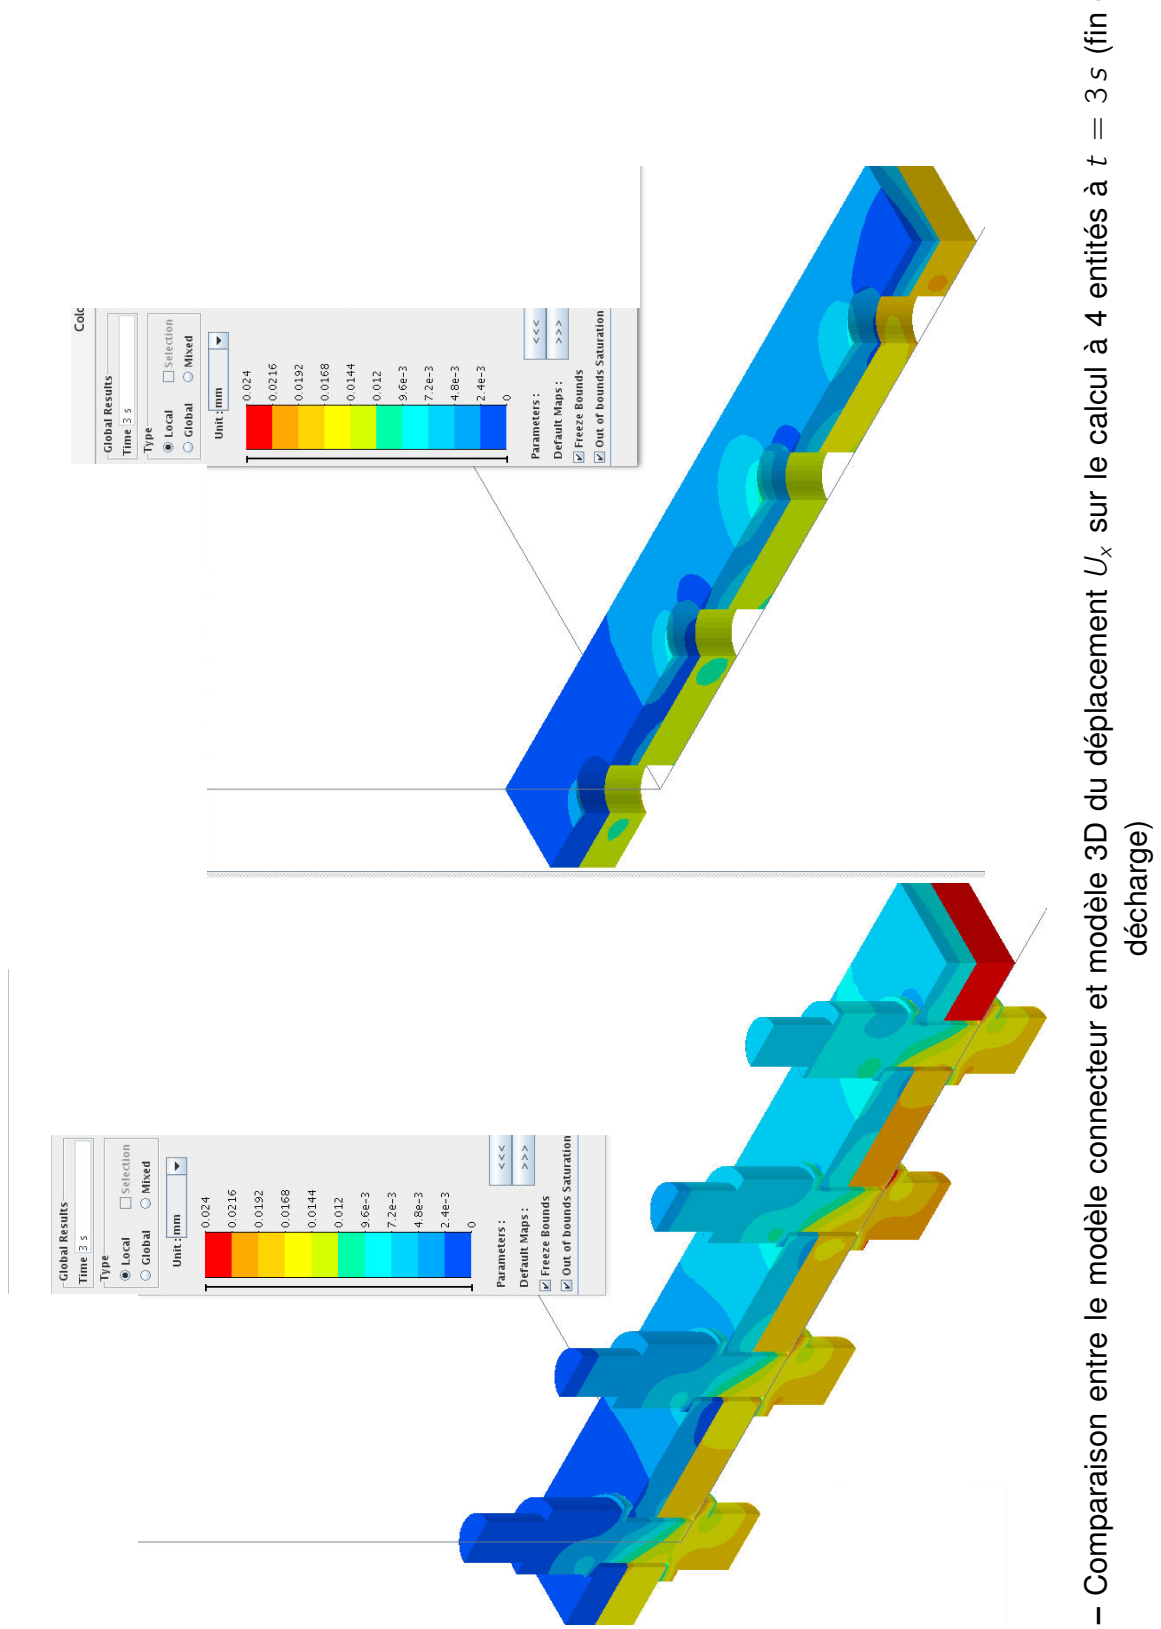 Global Results
Time 3 s
Type
Local
Selection
Global
Mixed
Unit : mm
0.024
0.0216
0.0192
0.0168
0.0144
0.012
9.6e-3
7.2e-3
4.8e-3
2.4e-3
0
Parameters :
<<<
Default Maps :
>>>
Freeze Bounds
Out of bounds Saturation
Colo
Global Results
Time 3 s
Type
Local
Selection
Global
Mixed
Unit : mm
0.024
0.0216
0.0192
0.0168
0.0144
0.012
9.6e-3
7.2e-3
4.8e-3
2.4e-3
0
Parameters :
<<<
Default Maps :
>>>
Freeze Bounds
Out of bounds Saturation
– Comparaison entre le modèle connecteur et modèle 3D du déplacement Uₓ sur le calcul à 4 entités à t = 3 s (fin
décharge)